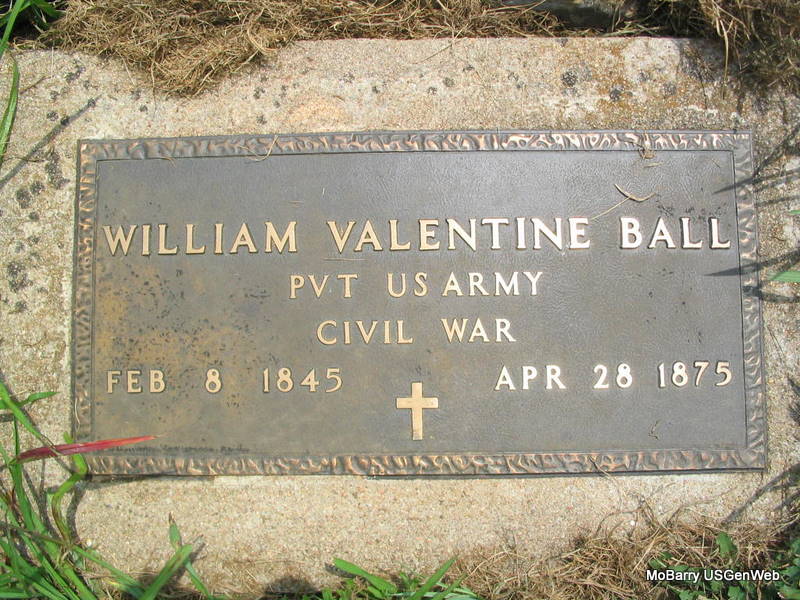 WILLIAM VALENTINE BALL
PVT US ARMY
CIVIL WAR
FEB 8 1845 APR 28 1875
MoBarry USGenWeb